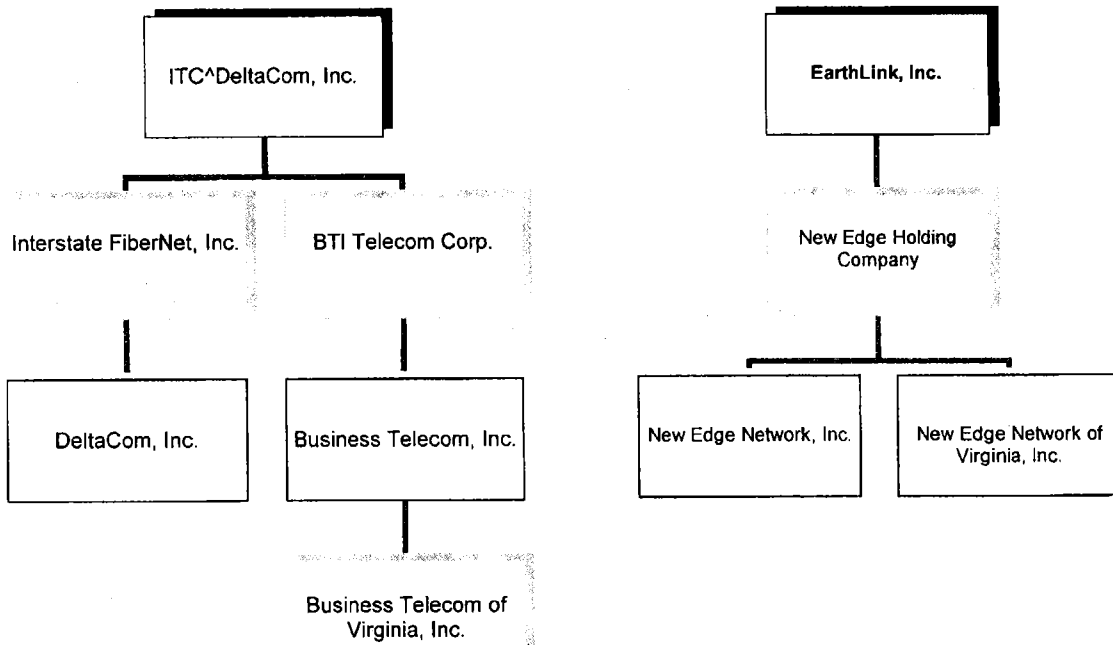 ITC^DeltaCom, Inc.
EarthLink, Inc.
Interstate FiberNet, Inc.
BTI Telecom Corp.
New Edge Holding
Company
DeltaCom, Inc.
Business Telecom, Inc.
New Edge Network, Inc.
New Edge Network of
Virginia, Inc.
Business Telecom of
Virginia, Inc.